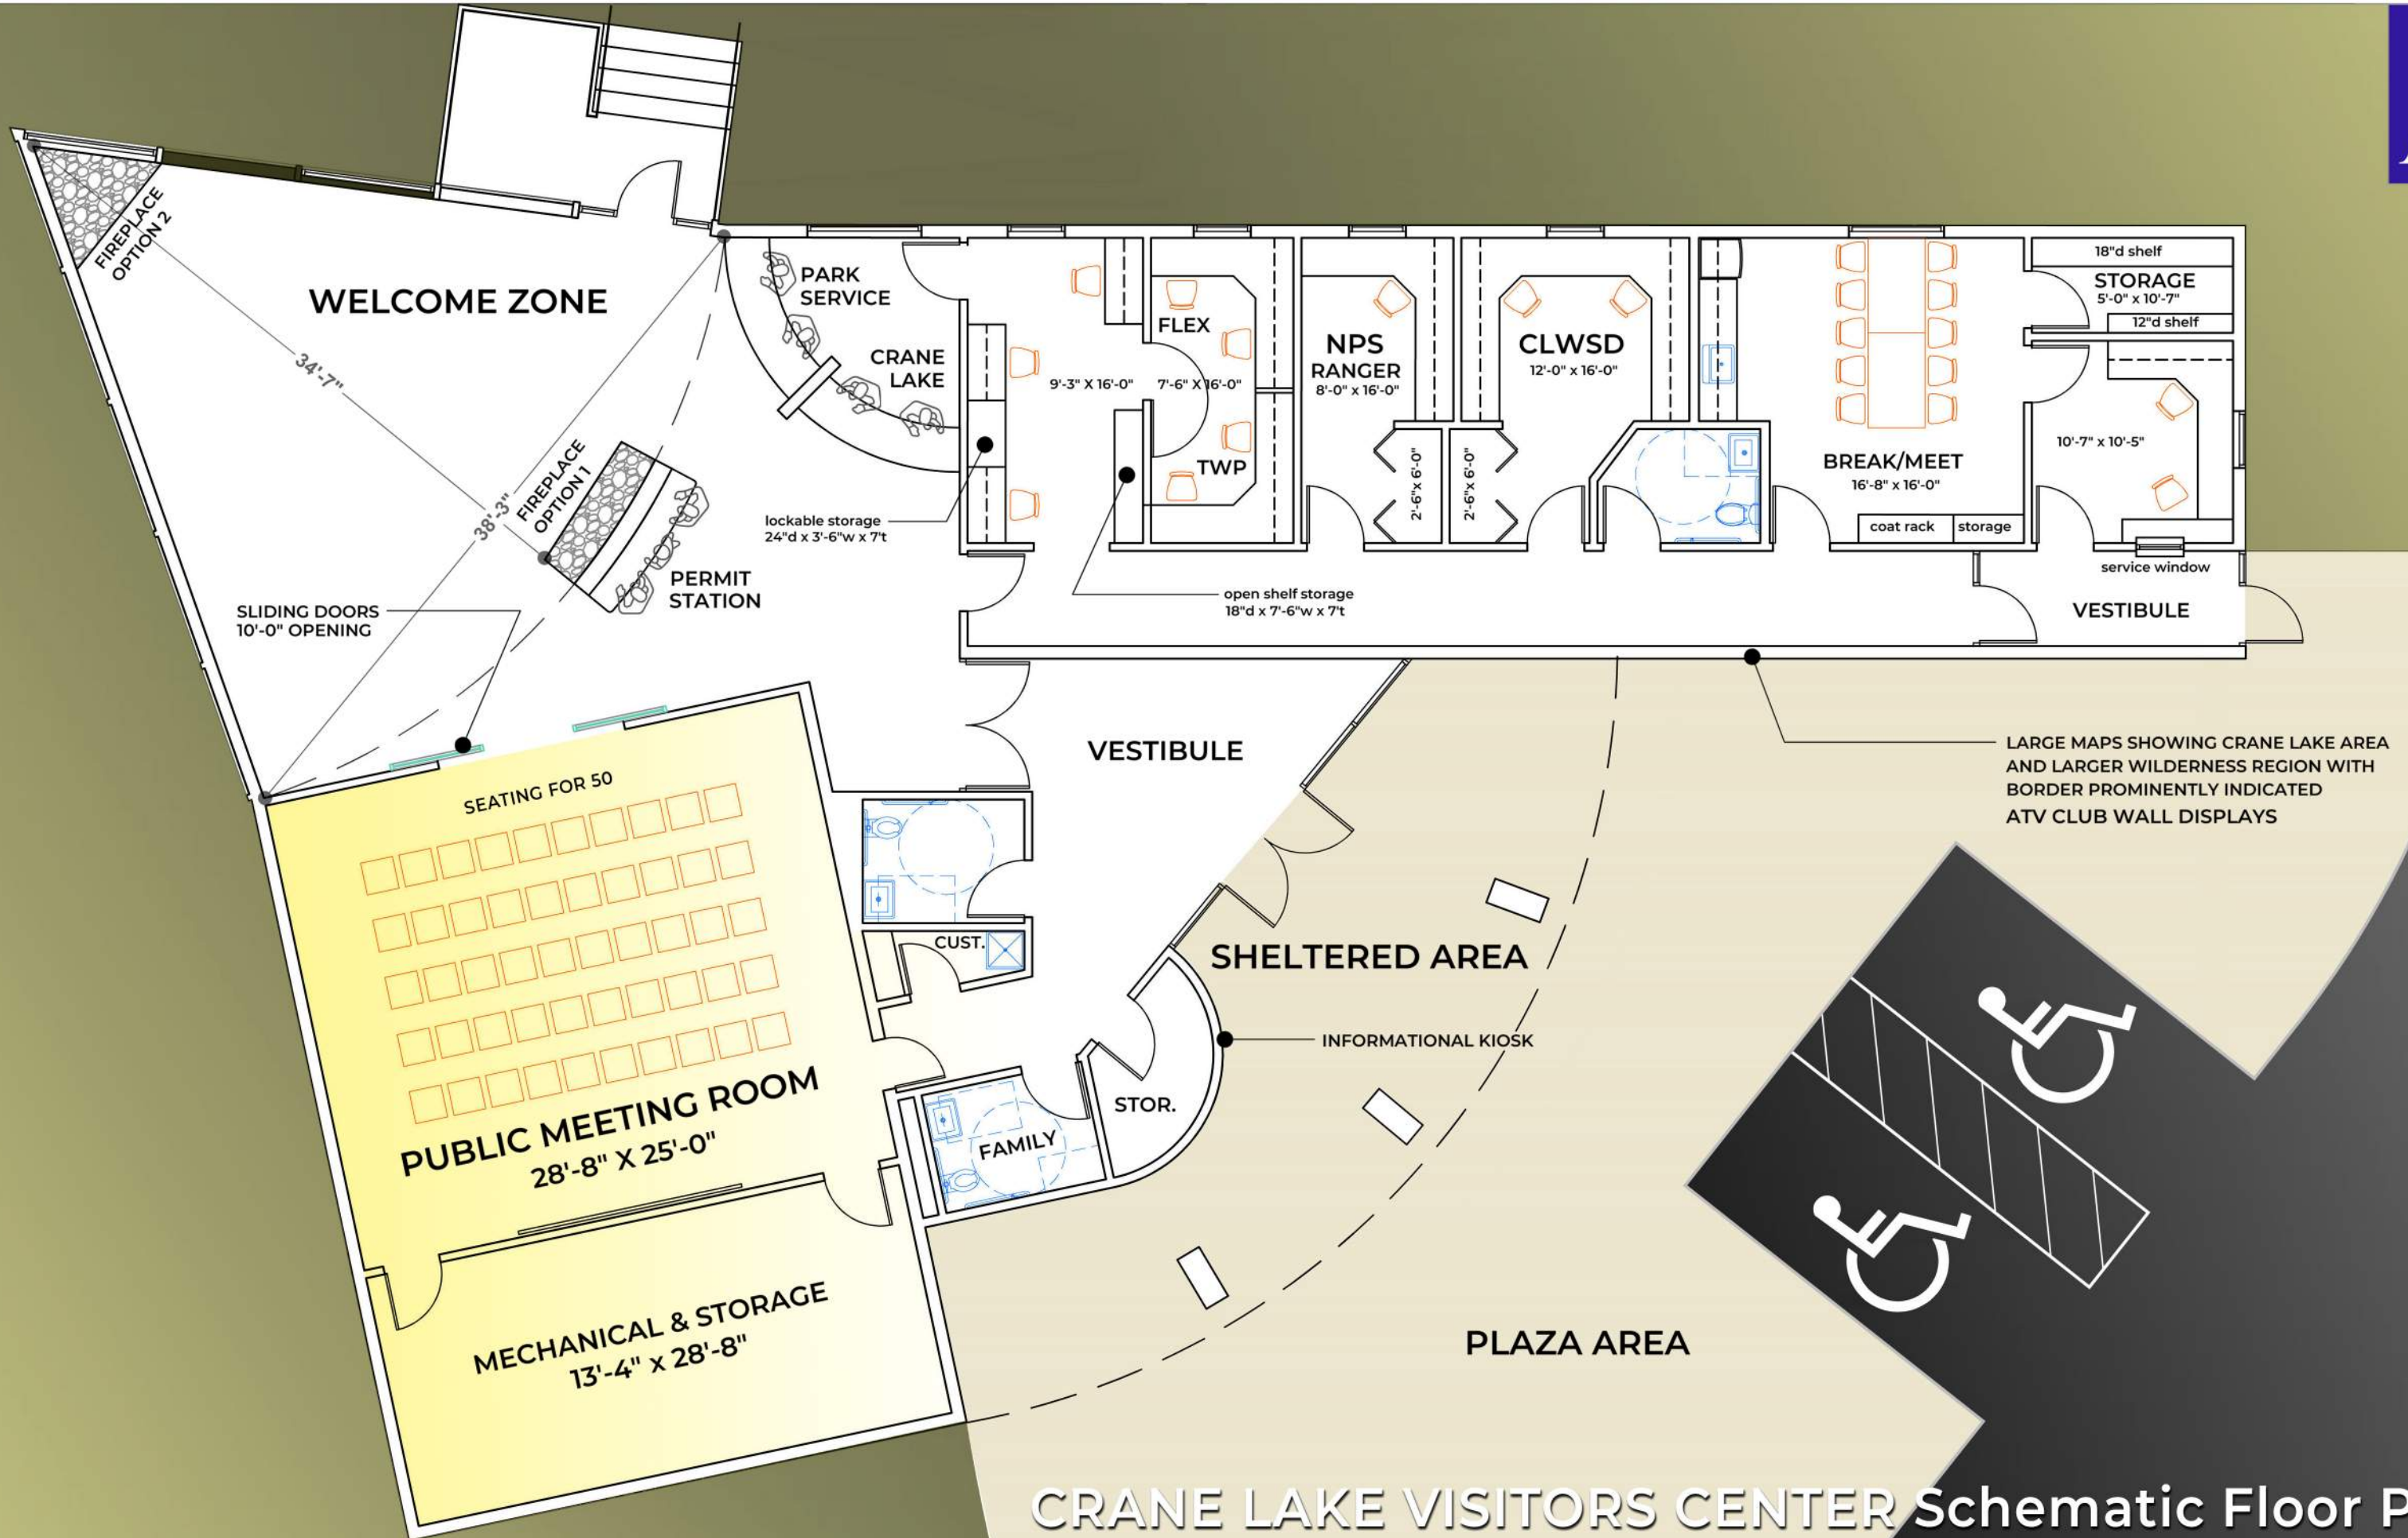 FIREPLACE
OPTION 2
WELCOME ZONE
34'-7"
38'-3"
FIREPLACE
OPTION 1
PERMIT
STATION
SLIDING DOORS
10'-0" OPENING
PARK
SERVICE
CRANE
LAKE
lockable storage
24"d x 3'-6"w x 7't
9'-3" X 16'-0"
FLEX
7'-6" X 16'-0"
TWP
open shelf storage
18"d x 7'-6"w x 7't
NPS
RANGER
8'-0" x 16'-0"
2'-6"x 6'-0"
2'-6"x 6'-0"
CLWSD
12'-0" x 16'-0"
BREAK/MEET
16'-8" x 16'-0"
coat rack
storage
18"d shelf
STORAGE
5'-0" x 10'-7"
12"d shelf
10'-7" x 10'-5"
service window
VESTIBULE
VESTIBULE
LARGE MAPS SHOWING CRANE LAKE AREA
AND LARGER WILDERNESS REGION WITH
BORDER PROMINENTLY INDICATED
ATV CLUB WALL DISPLAYS
SEATING FOR 50
PUBLIC MEETING ROOM
28'-8" X 25'-0"
CUST.
FAMILY
STOR.
SHELTERED AREA
INFORMATIONAL KIOSK
MECHANICAL & STORAGE
13'-4" x 28'-8"
PLAZA AREA
CRANE LAKE VISITORS CENTER Schematic Floor P